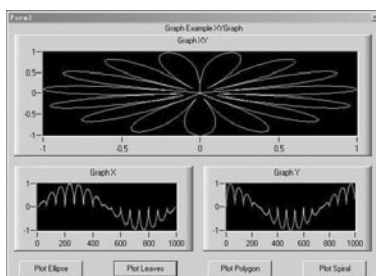 Form1
Graph Example XYGraph
Graph XY
1
0.5
0.0
-0.5
-1
-1 -0.5 0 0.5 1
Graph X
1
0
-1
0 200 400 600 800 1000
Graph Y
1
0
-1
0 200 400 600 800 1000
Plot Ellipse Plot Leaves Plot Polygon Plot Spiral